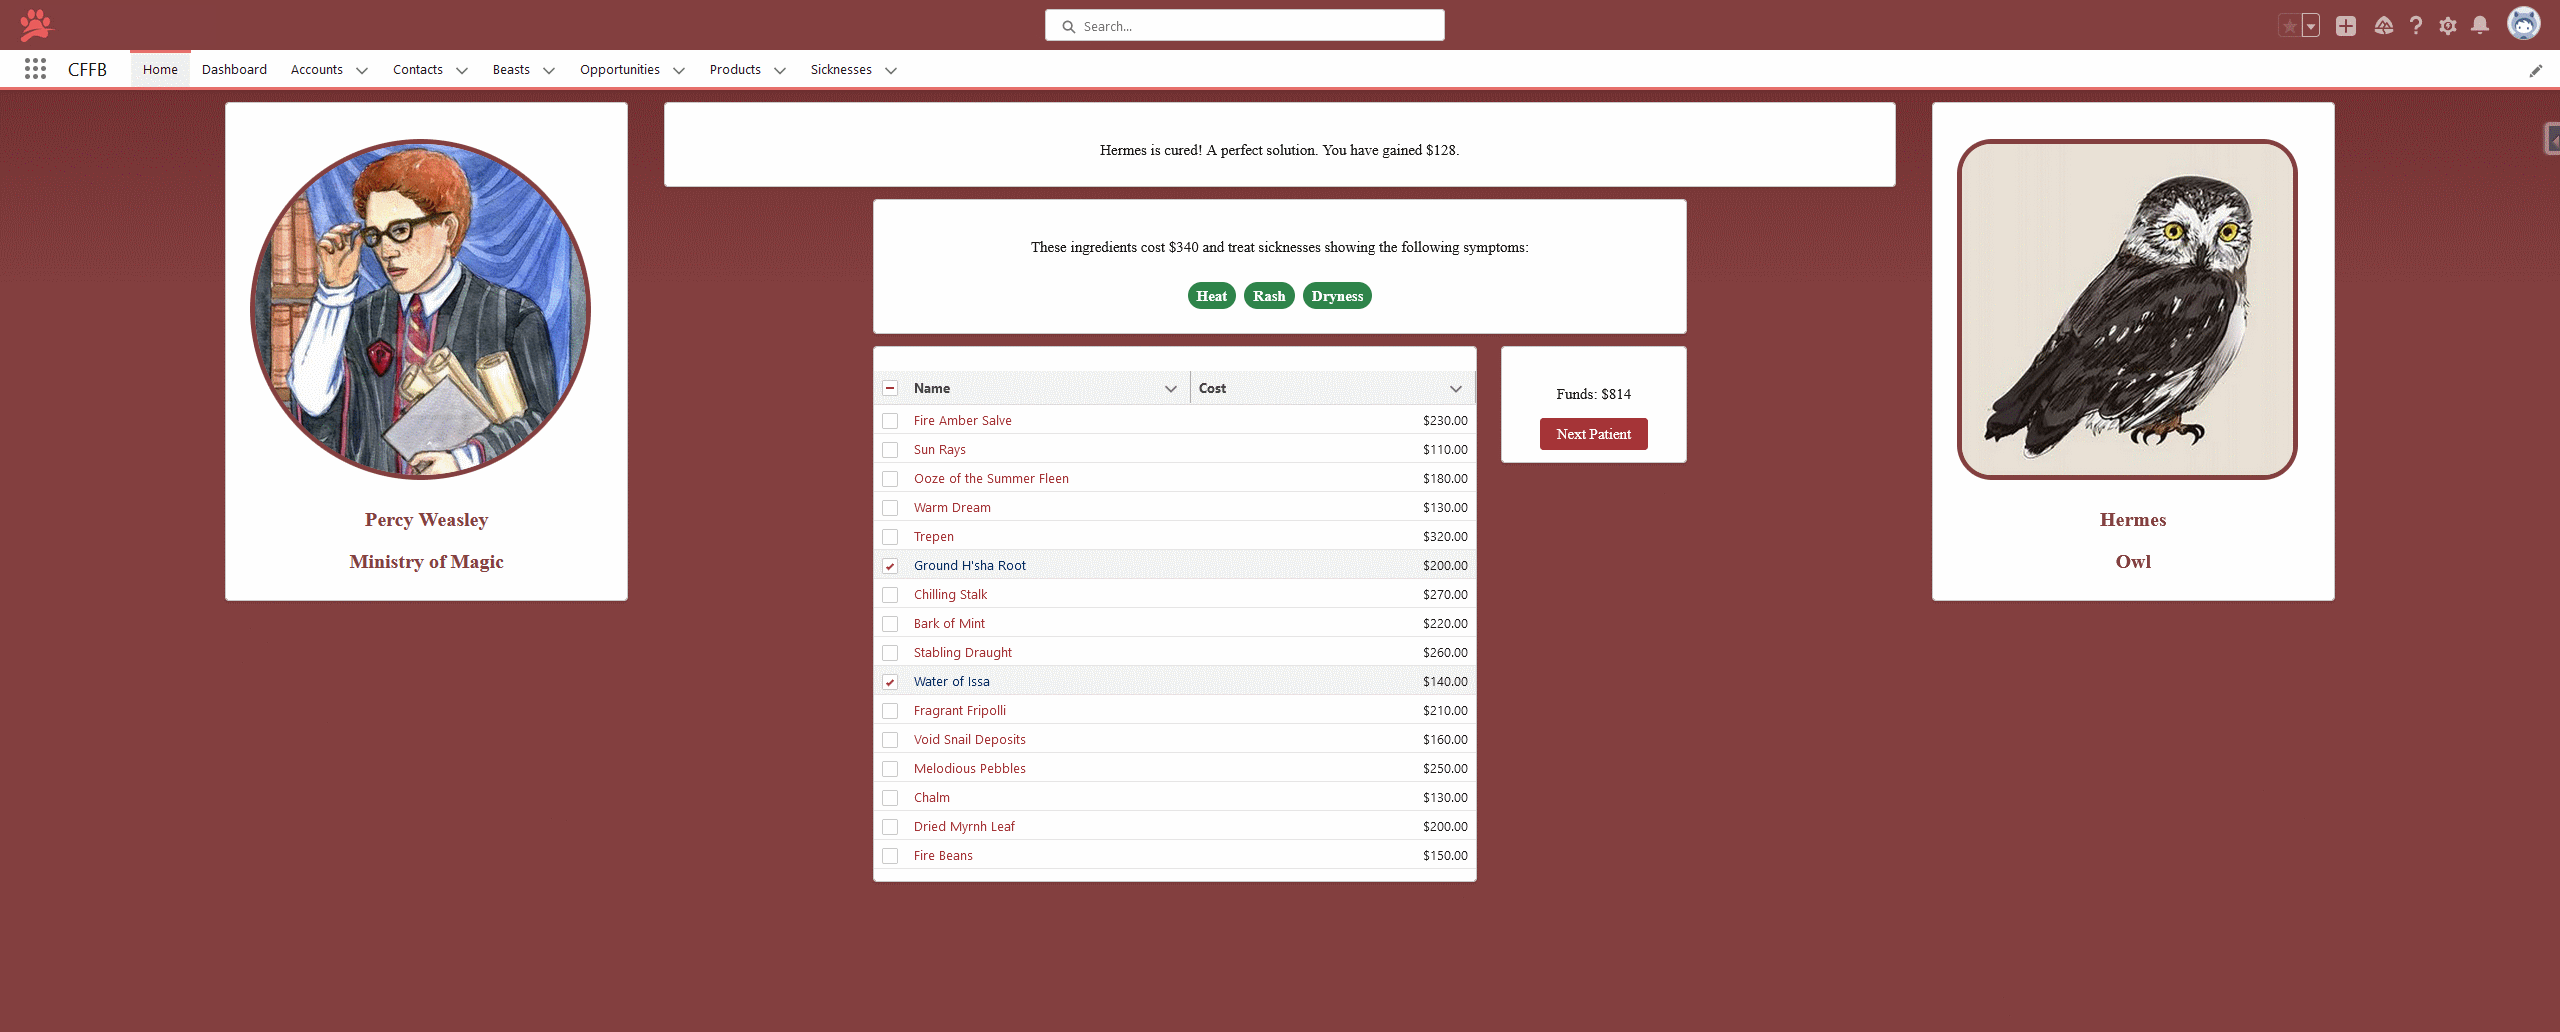 Search...
CFFB
Home
Dashboard
Accounts
Contacts
Beasts
Opportunities
Products
Sicknesses
Percy Weasley
Ministry of Magic
Hermes is cured! A perfect solution. You have gained $128.
These ingredients cost $340 and treat sicknesses showing the following symptoms:
Heat Rash Dryness
Name Cost
Fire Amber Salve $230.00
Sun Rays $110.00
Ooze of the Summer Fleen $180.00
Warm Dream $130.00
Trepen $320.00
Ground H'sha Root $200.00
Chilling Stalk $270.00
Bark of Mint $220.00
Stabling Draught $260.00
Water of Issa $140.00
Fragrant Fripolli $210.00
Void Snail Deposits $160.00
Melodious Pebbles $250.00
Chalm $130.00
Dried Myrnh Leaf $200.00
Fire Beans $150.00
Funds: $814
Next Patient
Hermes
Owl